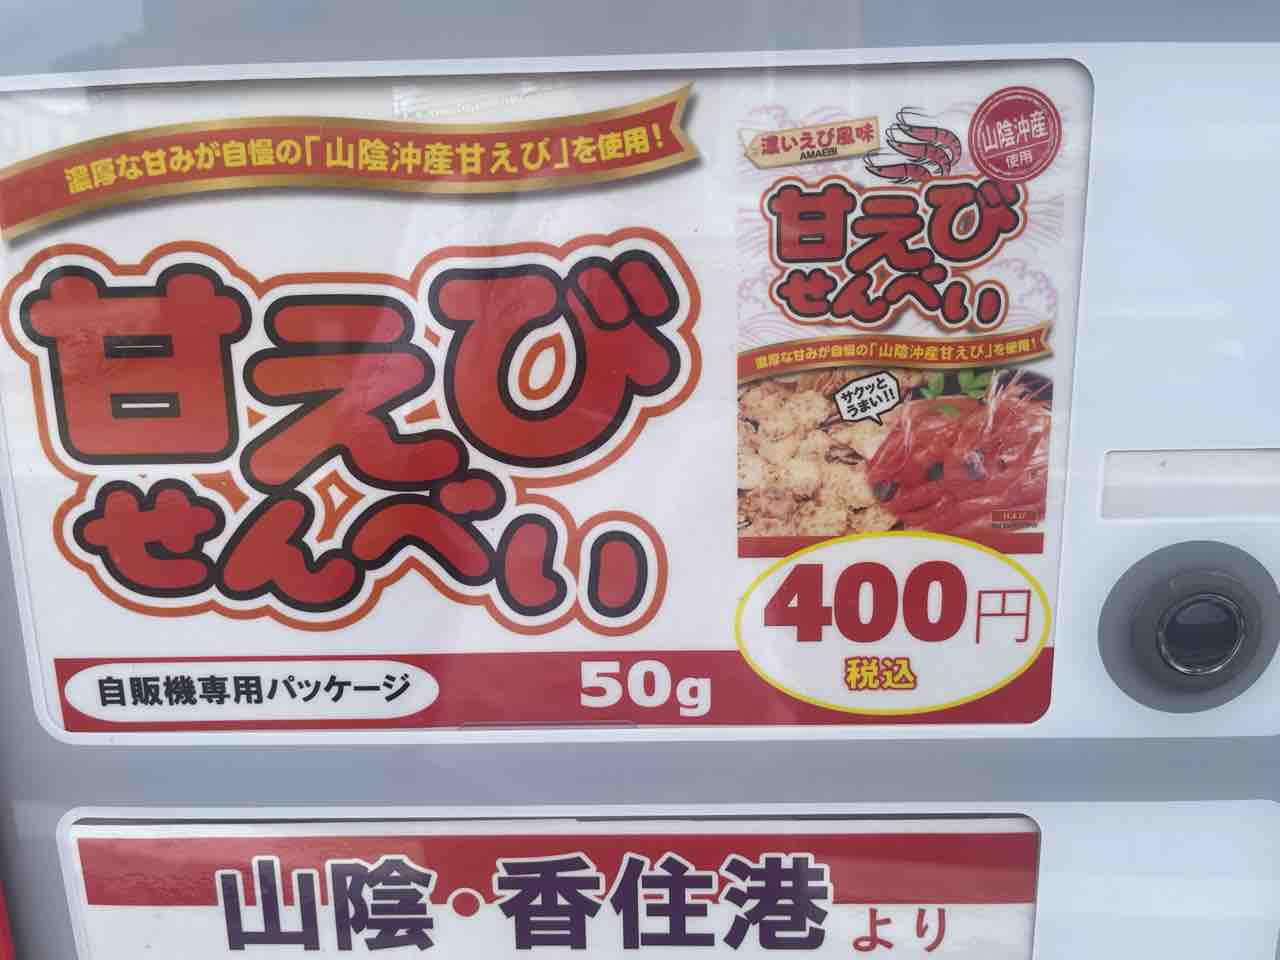 濃厚な甘みが自慢の「山陰沖産甘えび」を使用！
甘えび
せんべい
自販機専用パッケージ
50g
濃いえび風味
AMAEBI
山陰沖産
使用
甘えび
せんべい
濃厚な甘みが自慢の「山陰沖産甘えび」を使用！
サクッと
うまい!!
400円
税込
山陰・香住港より